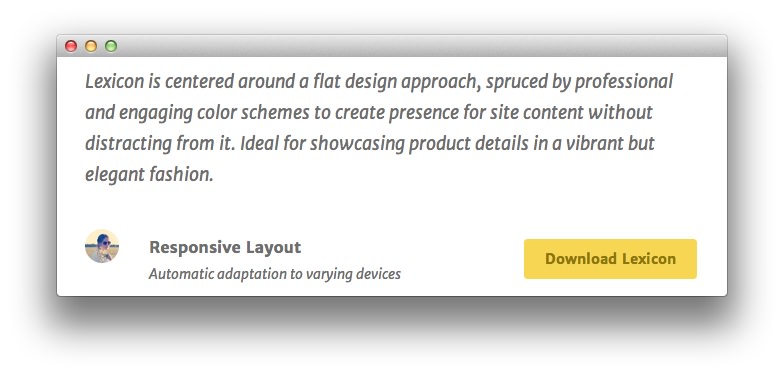 Lexicon is centered around a flat design approach, spruced by professional
and engaging color schemes to create presence for site content without
distracting from it. Ideal for showcasing product details in a vibrant but
elegant fashion.
Responsive Layout
Automatic adaptation to varying devices
Download Lexicon